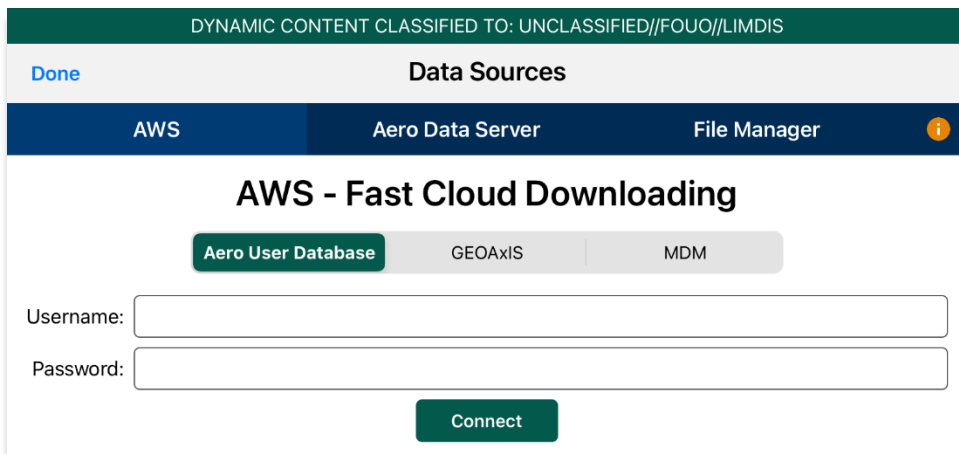 DYNAMIC CONTENT CLASSIFIED TO: UNCLASSIFIED//FOUO//LIMDIS
Done Data Sources
AWS Aero Data Server File Manager i
AWS - Fast Cloud Downloading
Aero User Database GEOAxIS MDM
Username:
Password:
Connect